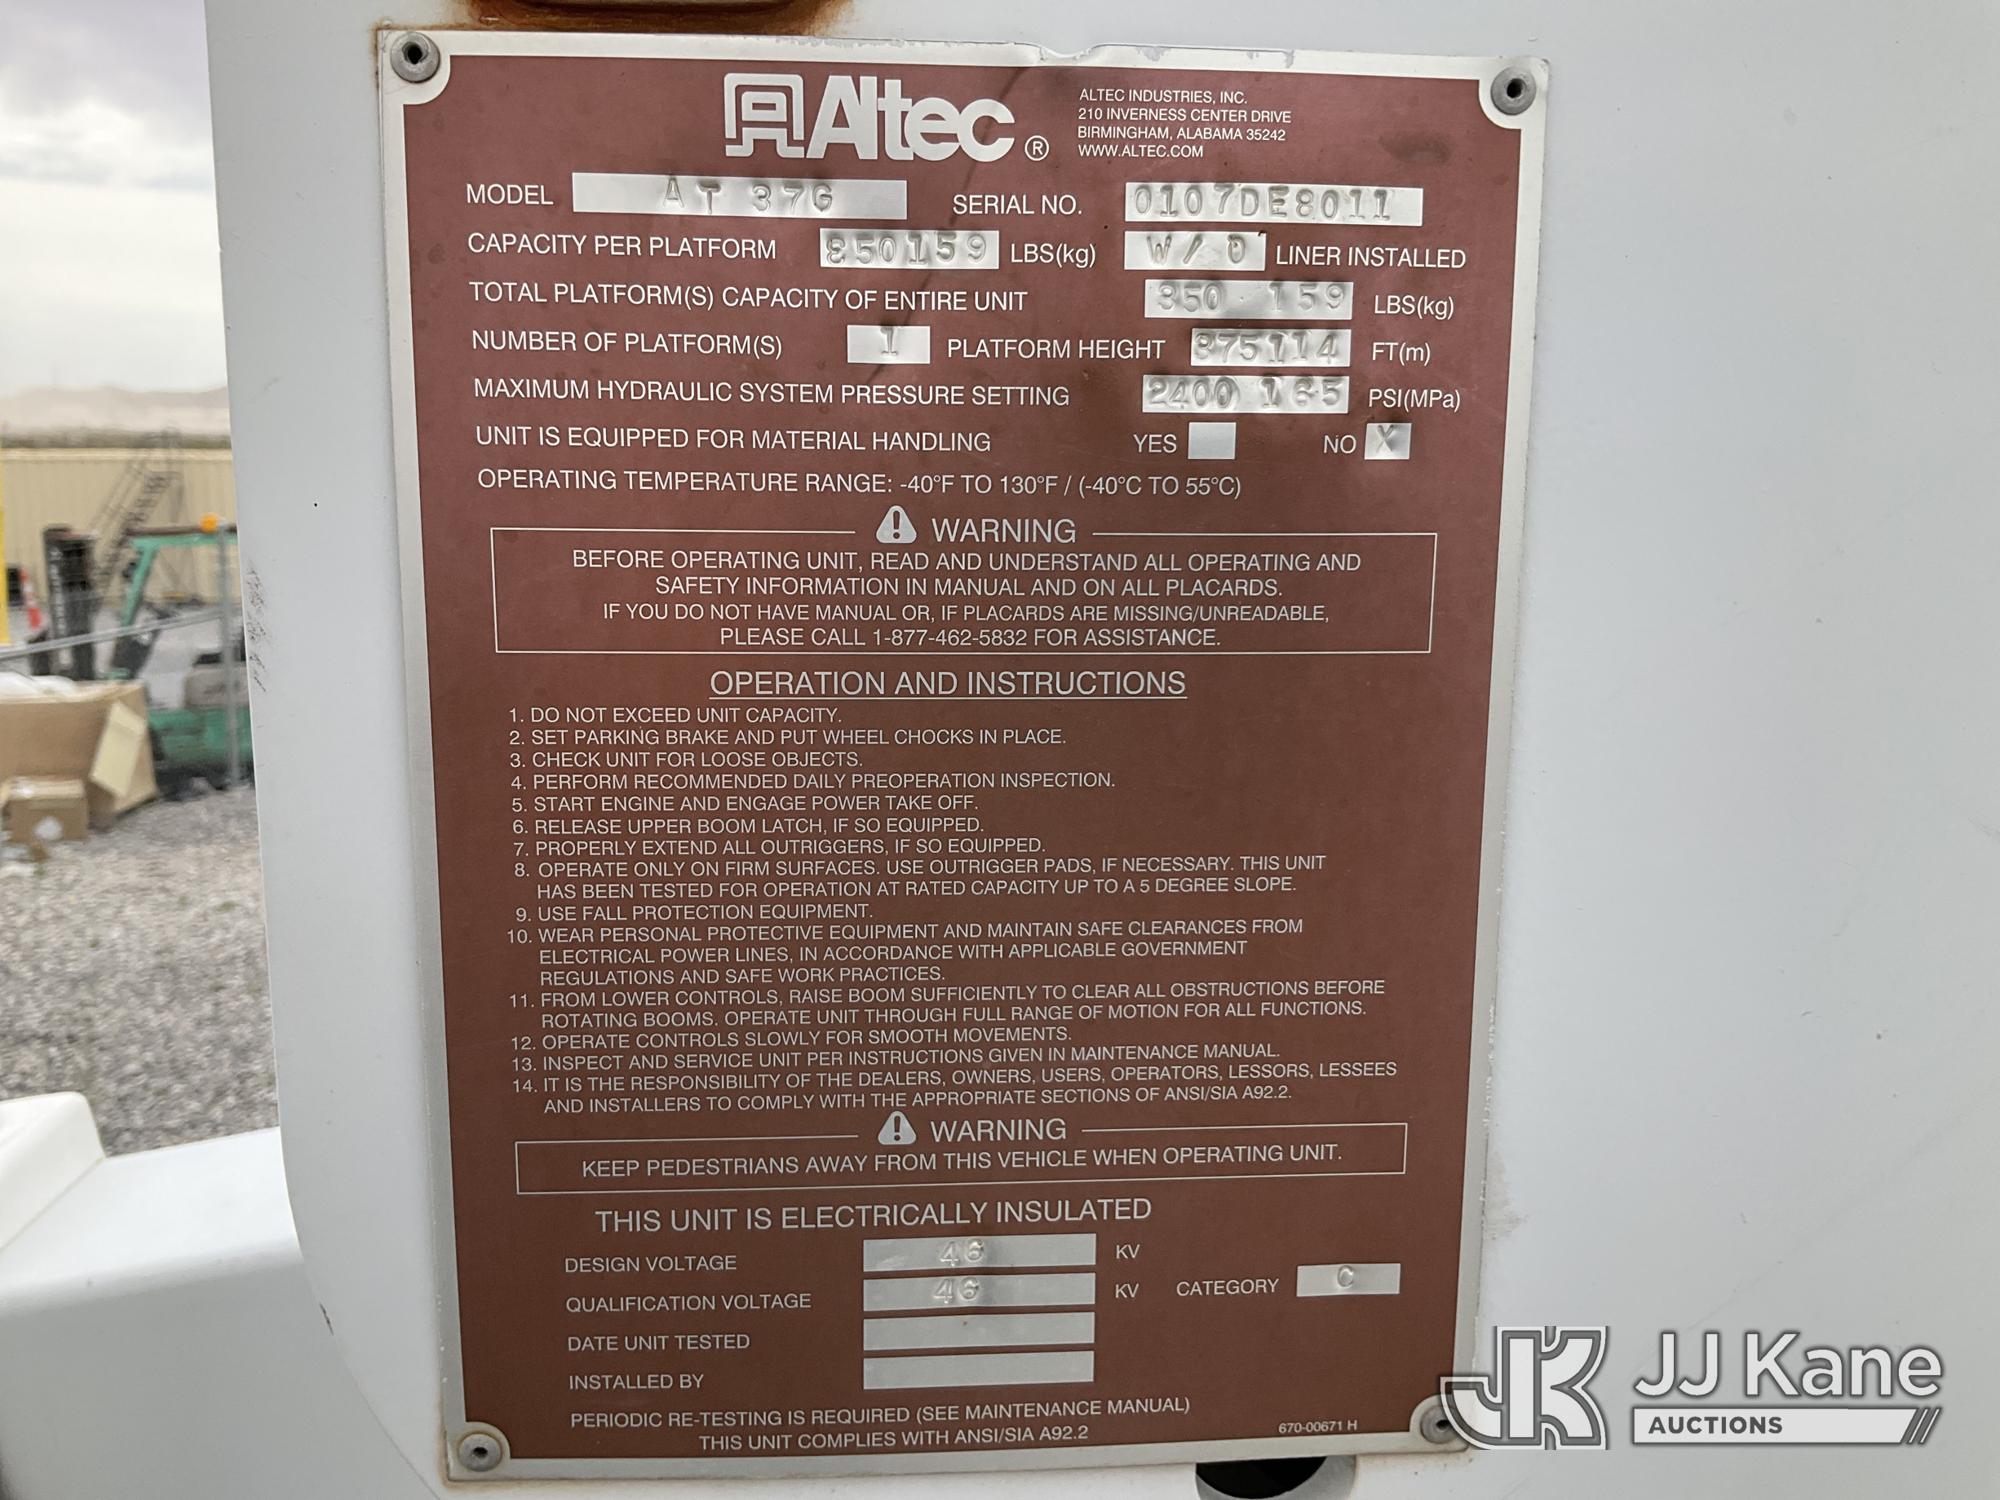 Altec®
ALTEC INDUSTRIES, INC.
210 INVERNESS CENTER DRIVE
BIRMINGHAM, ALABAMA 35242
WWW.ALTEC.COM
MODEL AT 37G SERIAL NO. 0107DE8011
CAPACITY PER PLATFORM 350159 LBS(kg) W/O LINER INSTALLED
TOTAL PLATFORM(S) CAPACITY OF ENTIRE UNIT 350 159 LBS(kg)
NUMBER OF PLATFORM(S) 1 PLATFORM HEIGHT 375114 FT(m)
MAXIMUM HYDRAULIC SYSTEM PRESSURE SETTING 2400 165 PSI(MPa)
UNIT IS EQUIPPED FOR MATERIAL HANDLING YES NO X
OPERATING TEMPERATURE RANGE: -40°F TO 130°F / (-40°C TO 55°C)
WARNING
BEFORE OPERATING UNIT, READ AND UNDERSTAND ALL OPERATING AND
SAFETY INFORMATION IN MANUAL AND ON ALL PLACARDS.
IF YOU DO NOT HAVE MANUAL OR, IF PLACARDS ARE MISSING/UNREADABLE,
PLEASE CALL 1-877-462-5832 FOR ASSISTANCE.
OPERATION AND INSTRUCTIONS
1. DO NOT EXCEED UNIT CAPACITY.
2. SET PARKING BRAKE AND PUT WHEEL CHOCKS IN PLACE.
3. CHECK UNIT FOR LOOSE OBJECTS.
4. PERFORM RECOMMENDED DAILY PREOPERATION INSPECTION.
5. START ENGINE AND ENGAGE POWER TAKE OFF.
6. RELEASE UPPER BOOM LATCH, IF SO EQUIPPED.
7. PROPERLY EXTEND ALL OUTRIGGERS, IF SO EQUIPPED.
8. OPERATE ONLY ON FIRM SURFACES. USE OUTRIGGER PADS, IF NECESSARY. THIS UNIT
HAS BEEN TESTED FOR OPERATION AT RATED CAPACITY UP TO A 5 DEGREE SLOPE.
9. USE FALL PROTECTION EQUIPMENT.
10. WEAR PERSONAL PROTECTIVE EQUIPMENT AND MAINTAIN SAFE CLEARANCES FROM
ELECTRICAL POWER LINES, IN ACCORDANCE WITH APPLICABLE GOVERNMENT
REGULATIONS AND SAFE WORK PRACTICES.
11. FROM LOWER CONTROLS, RAISE BOOM SUFFICIENTLY TO CLEAR ALL OBSTRUCTIONS BEFORE
ROTATING BOOMS. OPERATE UNIT THROUGH FULL RANGE OF MOTION FOR ALL FUNCTIONS.
12. OPERATE CONTROLS SLOWLY FOR SMOOTH MOVEMENTS.
13. INSPECT AND SERVICE UNIT PER INSTRUCTIONS GIVEN IN MAINTENANCE MANUAL.
14. IT IS THE RESPONSIBILITY OF THE DEALERS, OWNERS, USERS, OPERATORS, LESSORS, LESSEES
AND INSTALLERS TO COMPLY WITH THE APPROPRIATE SECTIONS OF ANSI/SIA A92.2.
WARNING
KEEP PEDESTRIANS AWAY FROM THIS VEHICLE WHEN OPERATING UNIT.
THIS UNIT IS ELECTRICALLY INSULATED
DESIGN VOLTAGE 46 KV
QUALIFICATION VOLTAGE 46 KV CATEGORY C
DATE UNIT TESTED
INSTALLED BY
PERIODIC RE-TESTING IS REQUIRED (SEE MAINTENANCE MANUAL)
THIS UNIT COMPLIES WITH ANSI/SIA A92.2
670-00671 H
JK JJ Kane
AUCTIONS